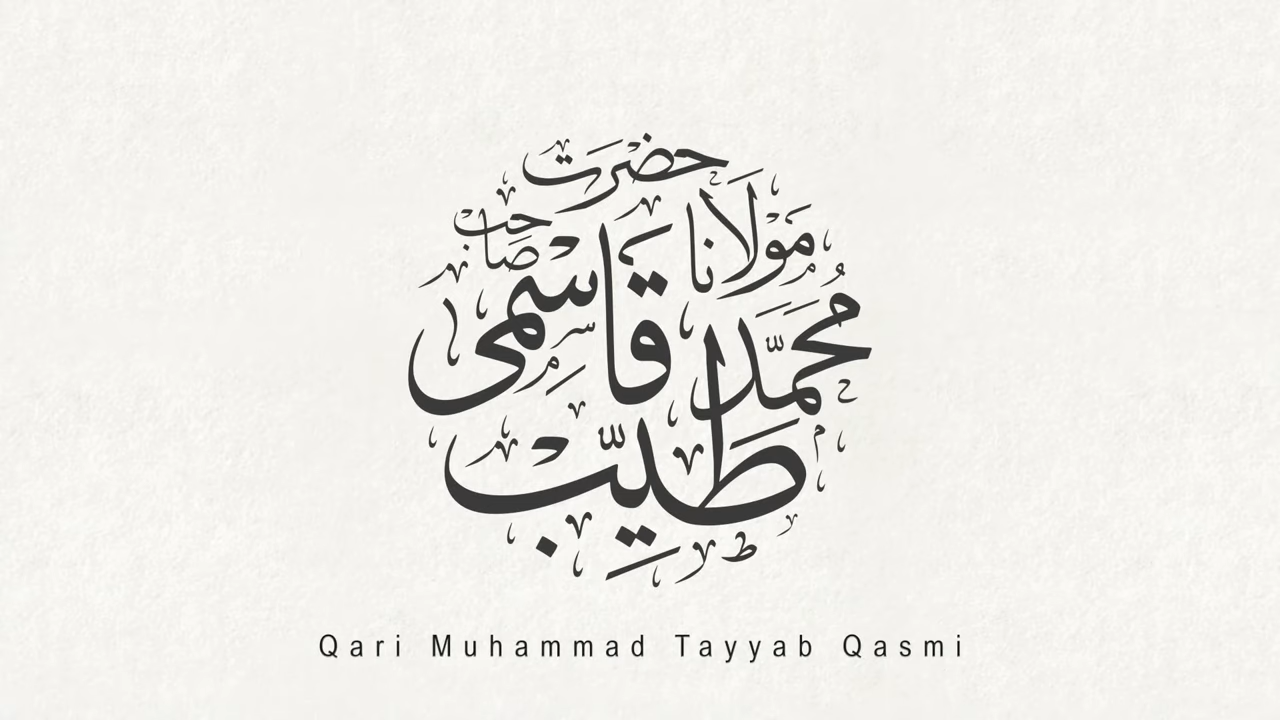 حضرت
مولانا
محمد
طیب
قاسمی
صاحب
Qari Muhammad Tayyab Qasmi